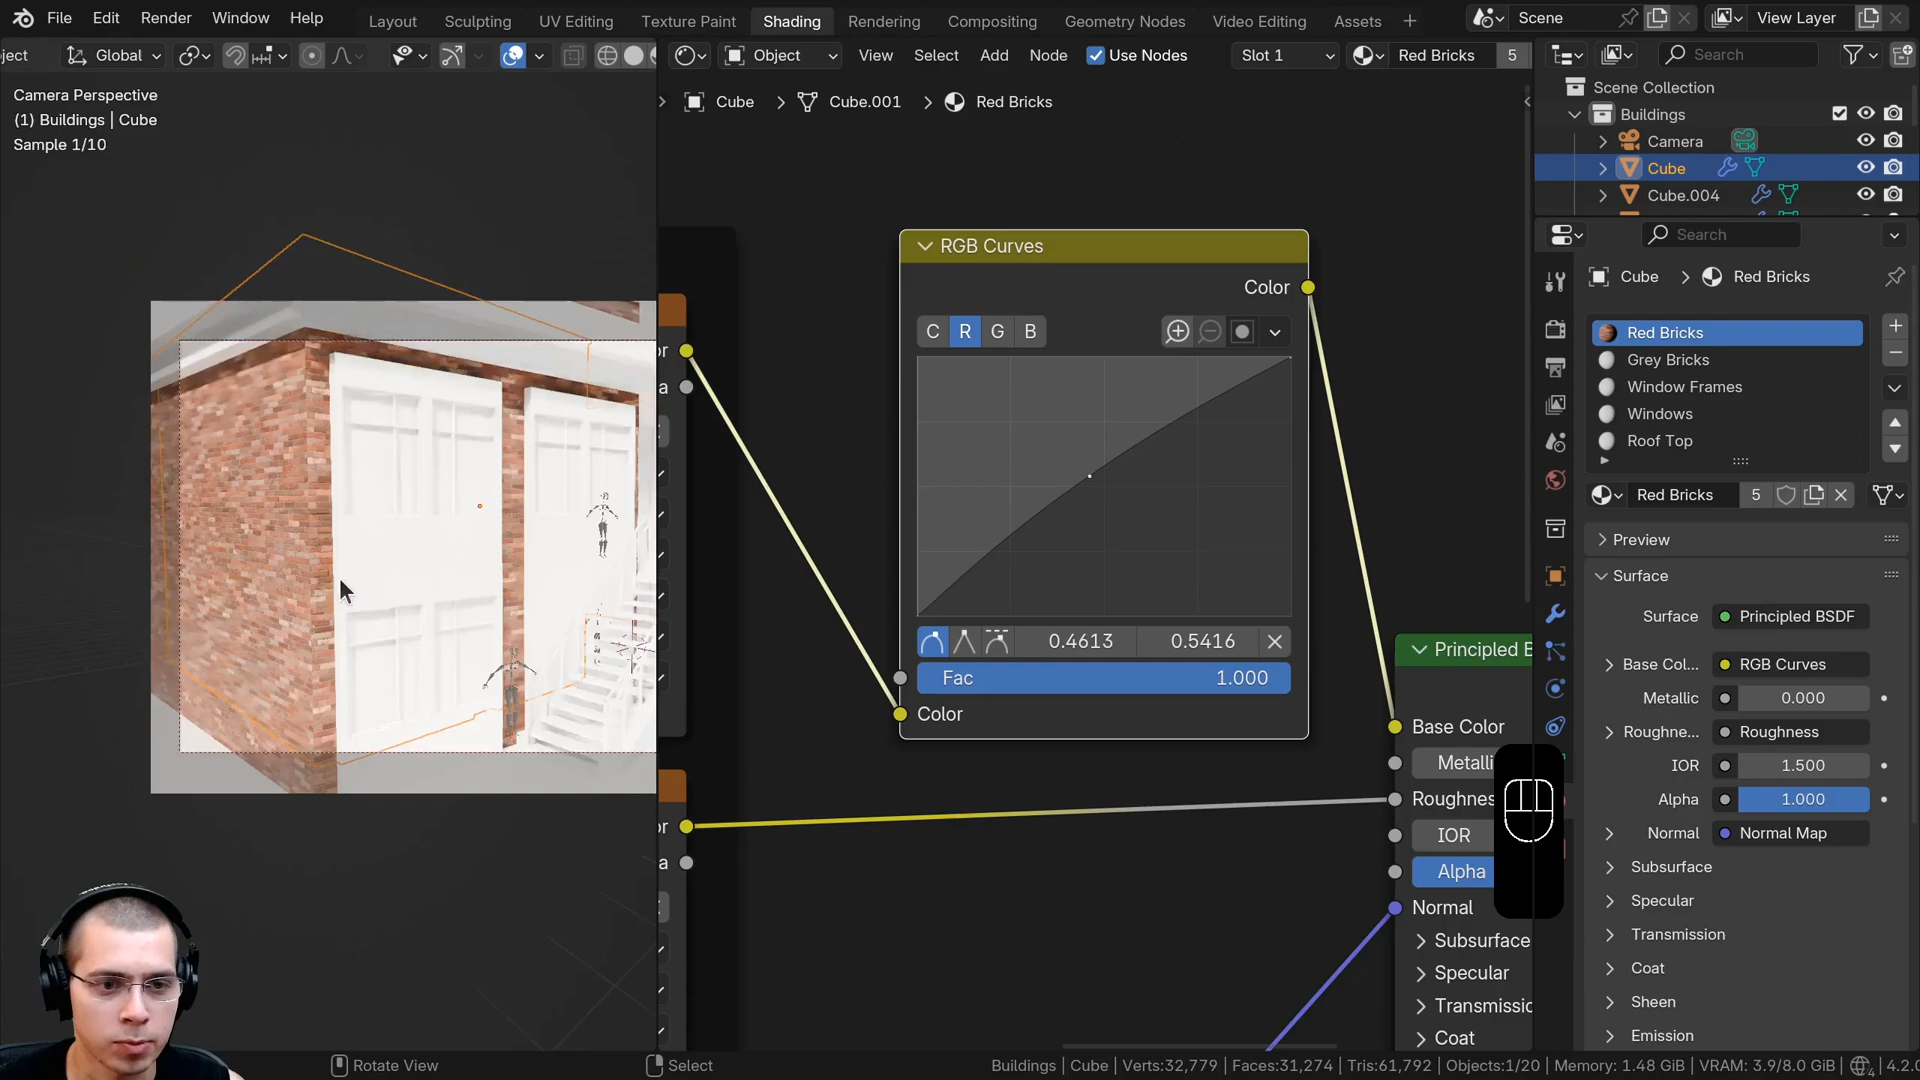 File Edit Render Window Help Layout Sculpting UV Editing Texture Paint Shading Rendering Compositing Geometry Nodes Video Editing Assets + Scene View Layer
ject Global Object View Select Add Node Use Nodes Slot 1 Red Bricks 5 Search
Camera Perspective
(1) Buildings | Cube
Sample 1/10
Cube > Cube.001 > Red Bricks
Scene Collection
Buildings
Camera
Cube
Cube.004
RGB Curves
Color
C R G B
0.4613 0.5416
Fac 1.000
Color
or
a
or
a
Principled B
Base Color
Metalli
Roughnes
IOR
Alpha
Normal
Subsurface
Specular
Transmissic
Coat
Search
Cube > Red Bricks
Red Bricks
Grey Bricks
Window Frames
Windows
Roof Top
Red Bricks 5
Preview
Surface
Surface Principled BSDF
Base Col... RGB Curves
Metallic 0.000
Roughne... Roughness
IOR 1.500
Alpha 1.000
Normal Normal Map
Subsurface
Specular
Transmission
Coat
Sheen
Emission
Rotate View Select Buildings | Cube | Verts:32,779 | Faces:31,274 | Tris:61,792 | Objects:1/20 | Memory: 1.48 GiB | VRAM: 3.9/8.0 GiB | 4 4.2.0